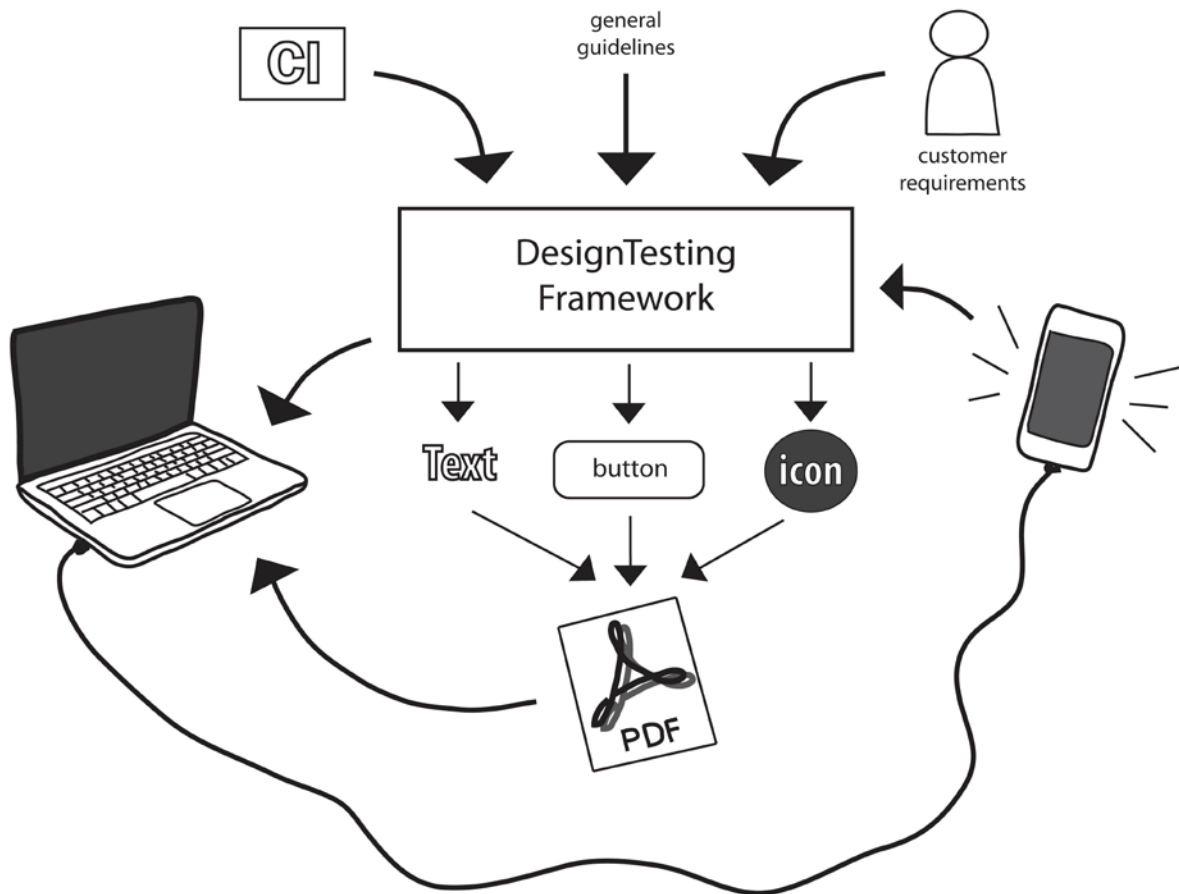 CI
general
guidelines
customer
requirements
DesignTesting
Framework
Text
button
icon
PDF